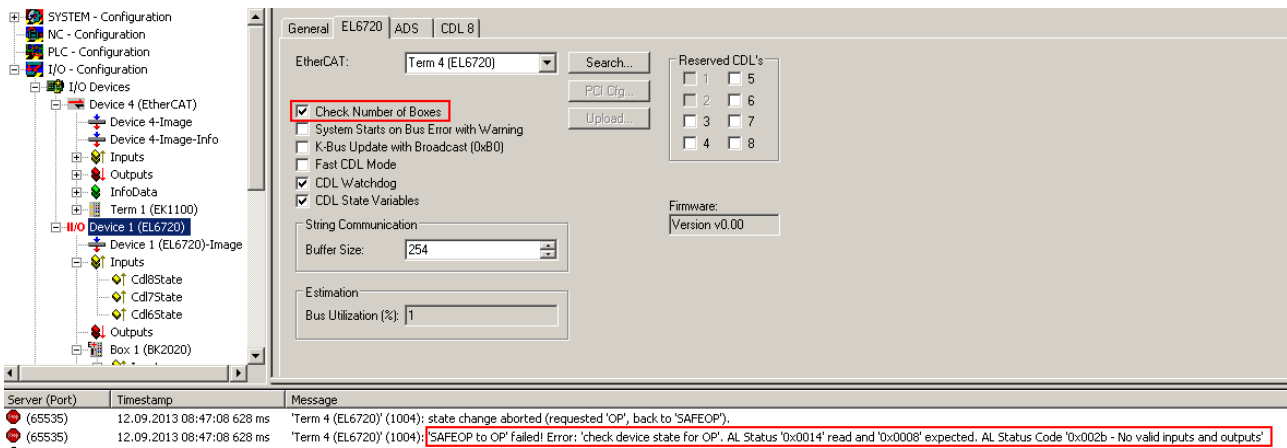 SYSTEM - Configuration
NC - Configuration
PLC - Configuration
I/O - Configuration
I/O Devices
Device 4 (EtherCAT)
Device 4-Image
Device 4-Image-Info
Inputs
Outputs
InfoData
Term 1 (EK1100)
II/O Device 1 (EL6720)
Device 1 (EL6720)-Image
Inputs
Cdl8State
Cdl7State
Cdl6State
Outputs
Box 1 (BK2020)
General EL6720 ADS CDL 8
EtherCAT: Term 4 (EL6720) Search...
PCI Cfg...
Upload...
Check Number of Boxes
System Starts on Bus Error with Warning
K-Bus Update with Broadcast (0xB0)
Fast CDL Mode
CDL Watchdog
CDL State Variables
String Communication
Buffer Size: 254
Estimation
Bus Utilization (%): 1
Reserved CDL's
1 5
2 6
3 7
4 8
Firmware:
Version v0.00
Server (Port) Timestamp Message
(65535) 12.09.2013 08:47:08 628 ms 'Term 4 (EL6720)' (1004): state change aborted (requested 'OP', back to 'SAFEOP').
(65535) 12.09.2013 08:47:08 628 ms 'Term 4 (EL6720)' (1004): 'SAFEOP to OP' failed! Error: 'check device state for OP'. AL Status '0x0014' read and '0x0008' expected. AL Status Code '0x002b - No valid inputs and outputs'